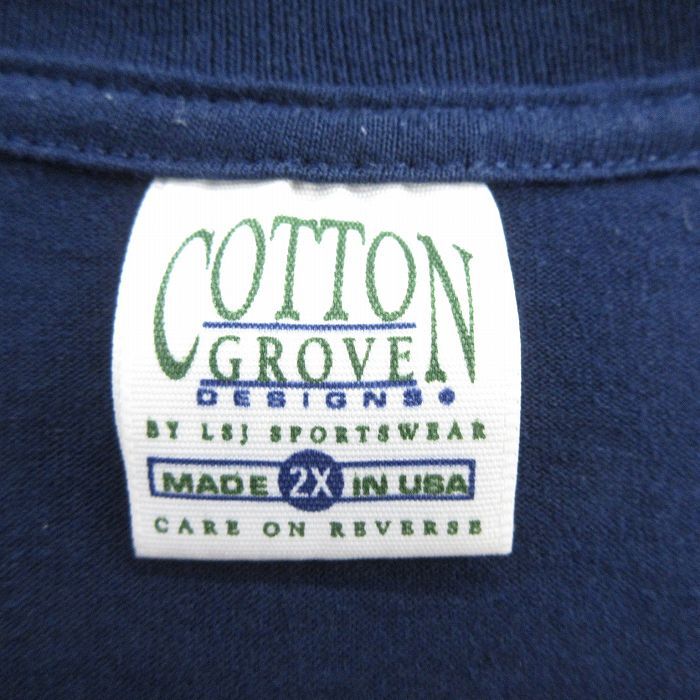 COTTON
GROVE
DESIGNS
BY LSJ SPORTSWEAR
MADE 2X IN USA
CARE ON REVERSE